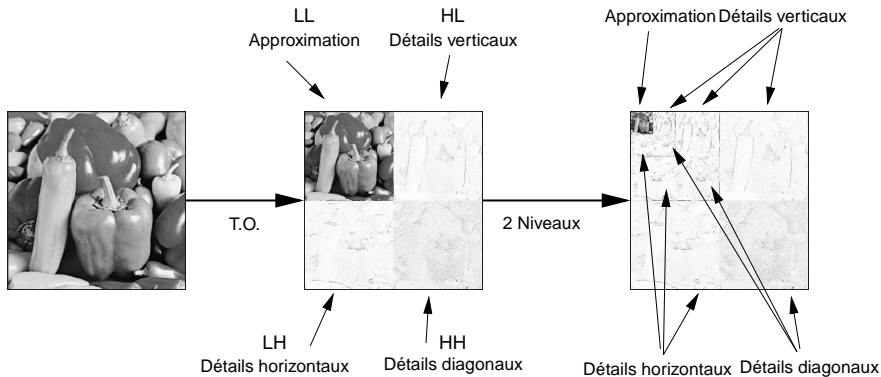 LL
Approximation
HL
Détails verticaux
Approximation
Détails verticaux
T.O.
2 Niveaux
LH
Détails horizontaux
HH
Détails diagonaux
Détails horizontaux
Détails diagonaux